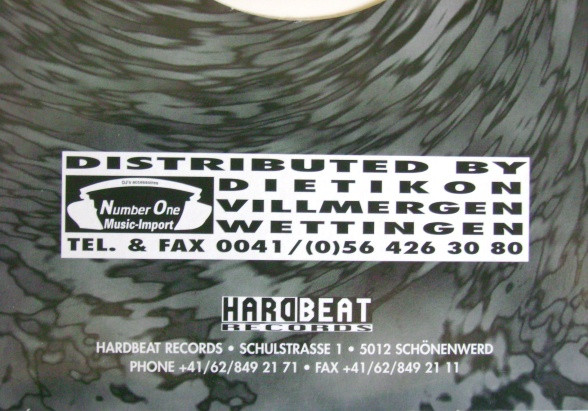 DISTRIBUTED BY
DJ's accessoires
Number One
Music-Import
DIETIKON
VILLMERGEN
WETTINGEN
TEL. & FAX 0041/(0)56 426 30 80
HARDBEAT
RECORDS
HARDBEAT RECORDS • SCHULSTRASSE 1 • 5012 SCHÖNENWERD
PHONE +41/62/849 21 71 • FAX +41/62/849 21 11